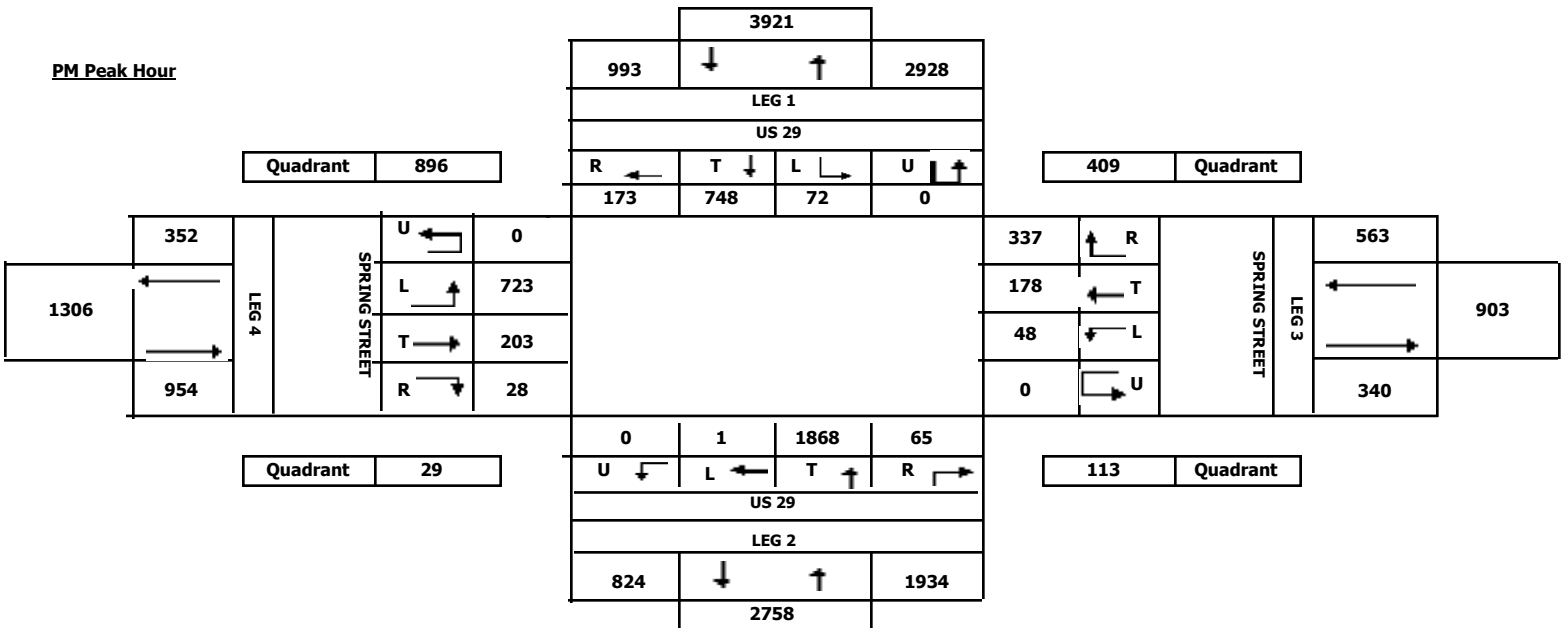 3921
PM Peak Hour
993 2928
LEG 1
US 29
Quadrant 896
R T L U
409 Quadrant
173 748 72 0
352
U 0
337 R
563
1306
LEG 4
SPRING STREET
L 723
178 T
SPRING STREET
LEG 3
903
T 203
48 L
954
R 28
0 U
340
0 1 1868 65
Quadrant 29
U L T R
113 Quadrant
US 29
LEG 2
824 1934
2758